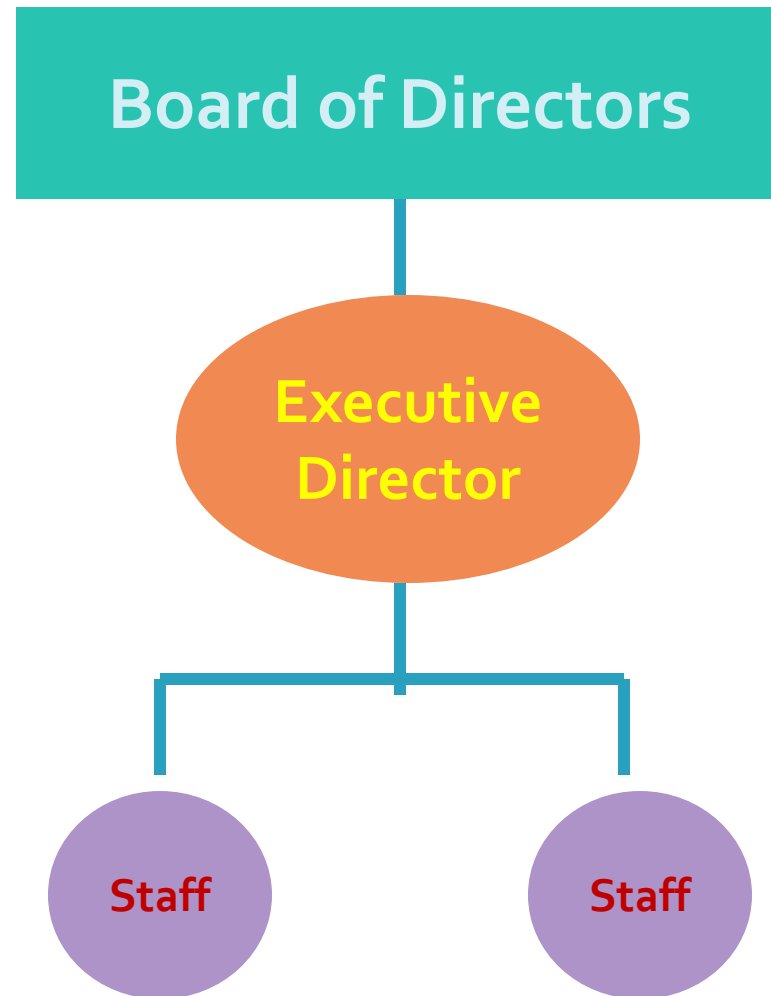 Board of Directors
Executive
Director
Staff
Staff